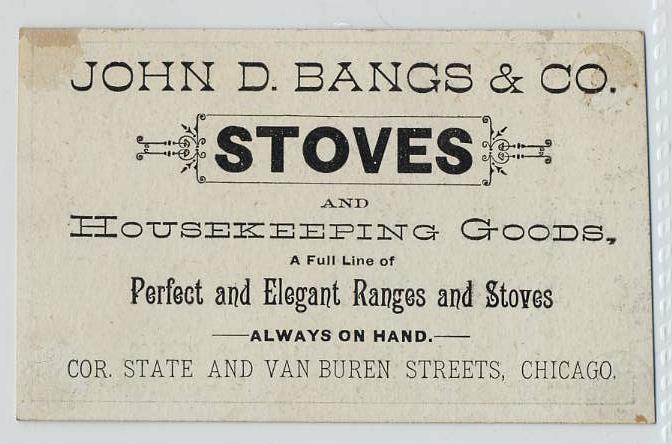 JOHN D. BANGS & CO.
STOVES
AND
HOUSEKEEPING GOODS,
A Full Line of
Perfect and Elegant Ranges and Stoves
ALWAYS ON HAND.
COR. STATE AND VAN BUREN STREETS, CHICAGO.